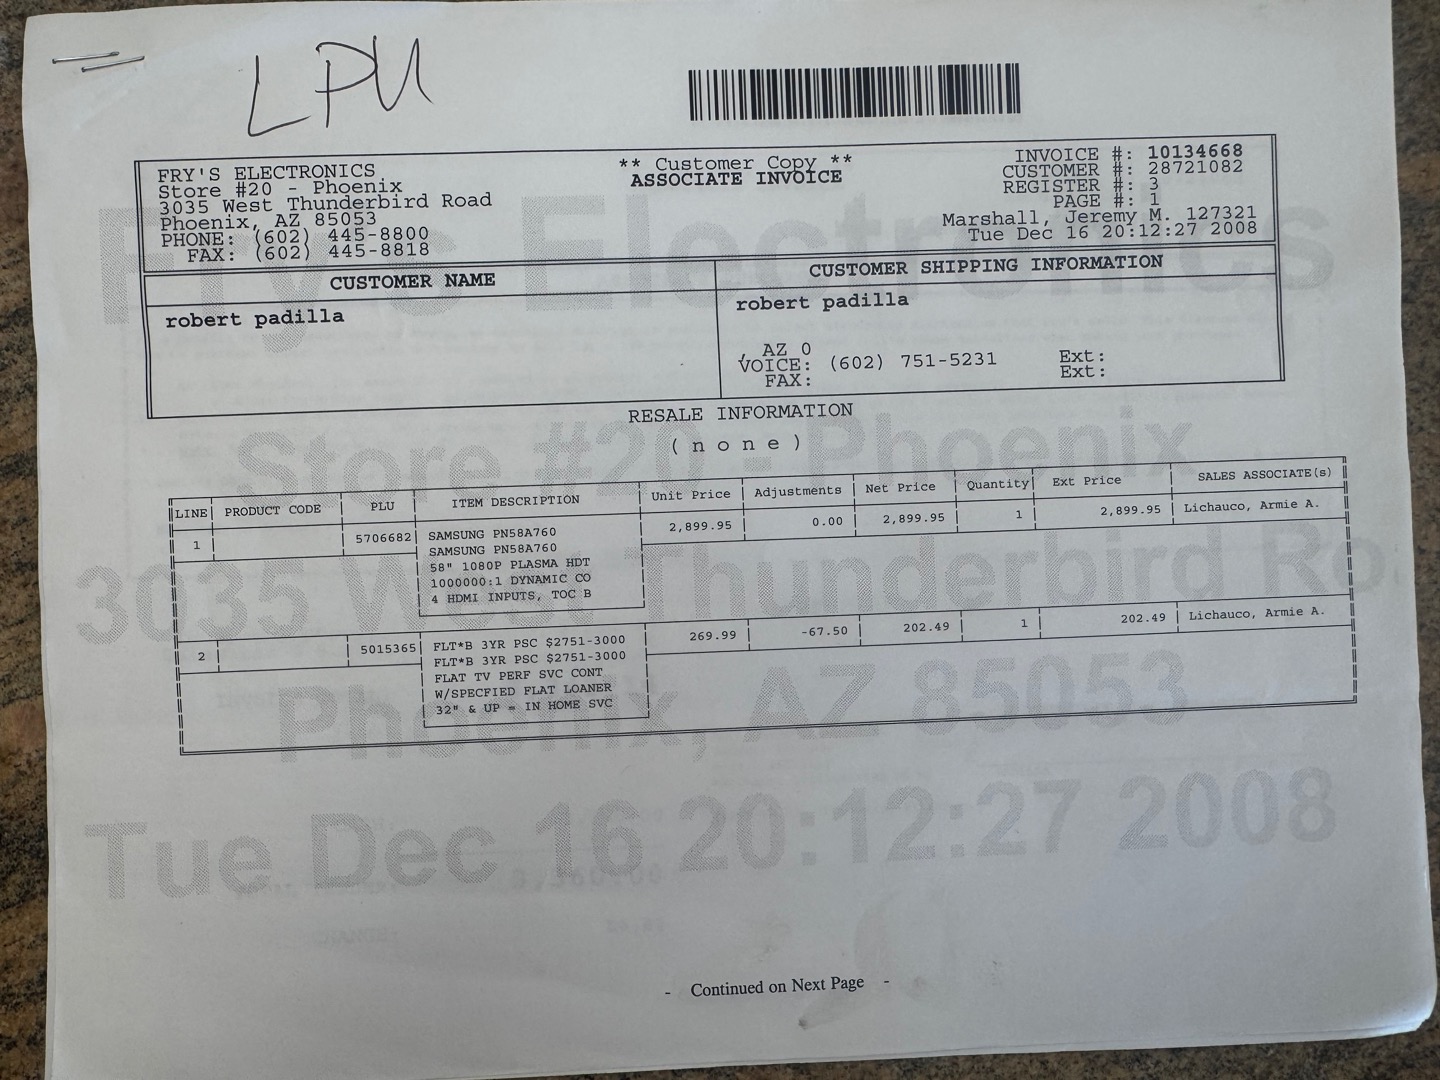 LPU
FRY'S ELECTRONICS
Store #20 - Phoenix
3035 West Thunderbird Road
Phoenix, AZ 85053
PHONE: (602) 445-8800
FAX: (602) 445-8818
** Customer Copy **
ASSOCIATE INVOICE
INVOICE #: 10134668
CUSTOMER #: 28721082
REGISTER #: 3
PAGE #: 1
Marshall, Jeremy M. 127321
Tue Dec 16 20:12:27 2008
CUSTOMER NAME
robert padilla
CUSTOMER SHIPPING INFORMATION
robert padilla
, AZ 0
VOICE: (602) 751-5231 Ext:
FAX: Ext:
RESALE INFORMATION
(none)
LINE PRODUCT CODE PLU ITEM DESCRIPTION Unit Price Adjustments Net Price Quantity Ext Price SALES ASSOCIATE(s)
1 5706682 SAMSUNG PN58A760 2,899.95 0.00 2,899.95 1 2,899.95 Lichauco, Armie A.
SAMSUNG PN58A760
58" 1080P PLASMA HDT
1000000:1 DYNAMIC CO
4 HDMI INPUTS, TOC B
2 5015365 FLT*B 3YR PSC $2751-3000 269.99 -67.50 202.49 1 202.49 Lichauco, Armie A.
FLT*B 3YR PSC $2751-3000
FLAT TV PERF SVC CONT
W/SPECFIED FLAT LOANER
32" & UP = IN HOME SVC
Fry's Electronics
Store #20 - Phoenix
3035 West Thunderbird Ro
Phoenix, AZ 85053
Tue Dec 16 20:12:27 2008
- Continued on Next Page -